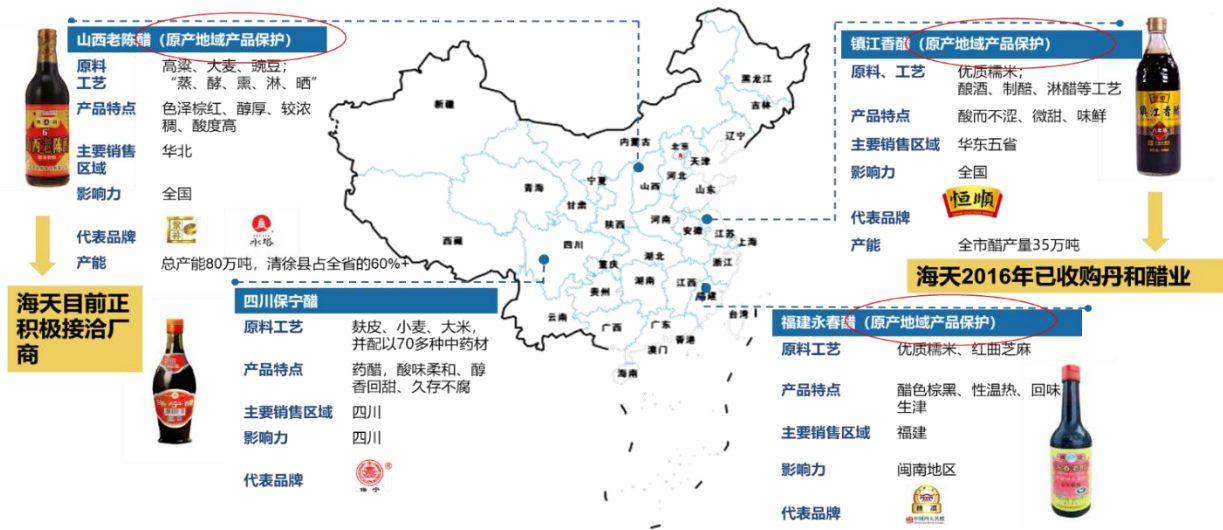 山西老陈醋（原产地域产品保护）
原料
工艺
高粱、大麦、豌豆；
“蒸、酵、熏、淋、晒”
产品特点
色泽棕红、醇厚、较浓
稠、酸度高
主要销售
区域
华北
影响力
全国
代表品牌
水塔
产能
总产能80万吨，清徐县占全省的60%+
海天目前正
积极接洽厂
商
四川保宁醋
原料工艺
麸皮、小麦、大米，
并配以70多种中药材
产品特点
药醋，酸味柔和、醇
香回甜、久存不腐
主要销售区域
四川
影响力
四川
代表品牌
保宁
镇江香醋（原产地域产品保护）
原料、工艺
优质糯米；
酿酒、制醅、淋醋等工艺
产品特点
酸而不涩、微甜、味鲜
主要销售区域
华东五省
影响力
全国
代表品牌
恒顺
产能
全市醋产量35万吨
海天2016年已收购丹和醋业
福建永春醋（原产地域产品保护）
原料工艺
优质糯米、红曲芝麻
产品特点
醋色棕黑、性温热、回味
生津
主要销售区域
福建
影响力
闽南地区
代表品牌
黑龙江
吉林
辽宁
新疆
内蒙古
北京
天津
河北
山西
山东
宁夏
青海
甘肃
陕西
河南
安徽
江苏
上海
西藏
四川
重庆
湖北
浙江
湖南
江西
福建
贵州
云南
广西
广东
台湾
香港
澳门
海南
镇江香醋